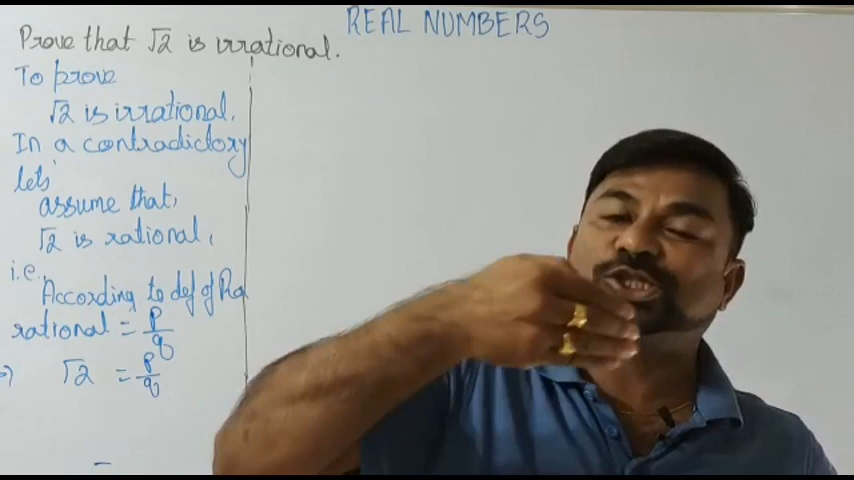 REAL NUMBERS
Prove that √2 is irrational.
To prove
√2 is irrational.
In a contradictory
lets
assume that,
√2 is rational,
i.e.,
According to def of Ra
rational = p/q
√2 = p/q